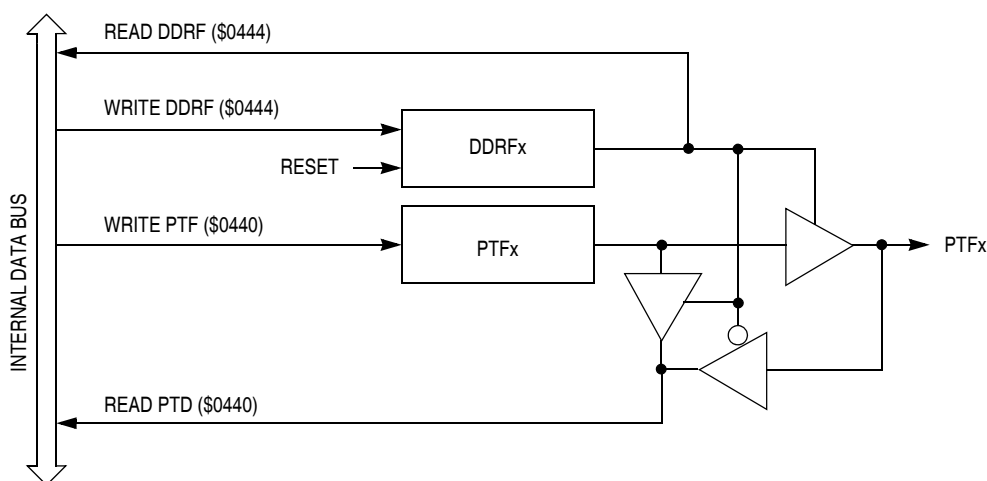 READ DDRF ($0444)
WRITE DDRF ($0444)
DDRFx
RESET
INTERNAL DATA BUS
WRITE PTF ($0440)
PTFx
PTFx
READ PTD ($0440)